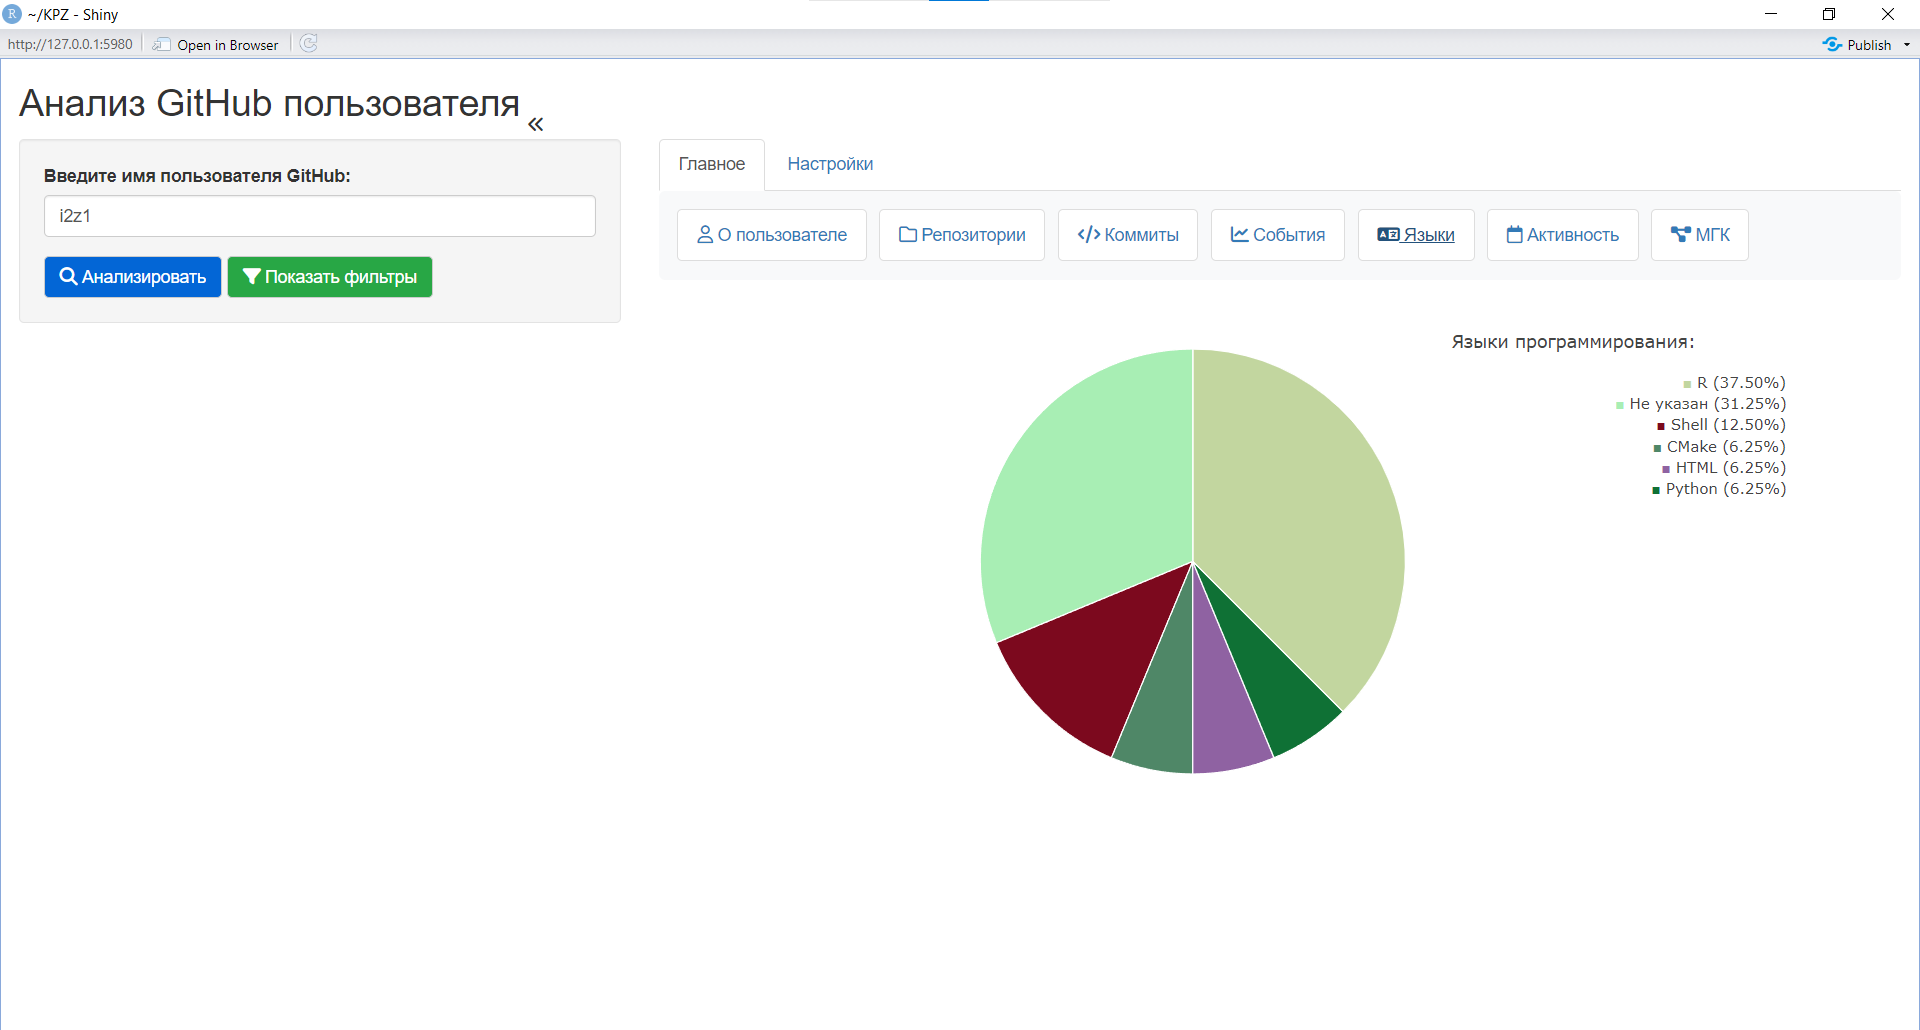 R ~/KPZ - Shiny
http://127.0.0.1:5980 Open in Browser Publish
Анализ GitHub пользователя «
Введите имя пользователя GitHub:
i2z1
Анализировать Показать фильтры
Главное Настройки
О пользователе Репозитории Коммиты События Языки Активность МГК
Языки программирования:
R (37.50%)
Не указан (31.25%)
Shell (12.50%)
CMake (6.25%)
HTML (6.25%)
Python (6.25%)